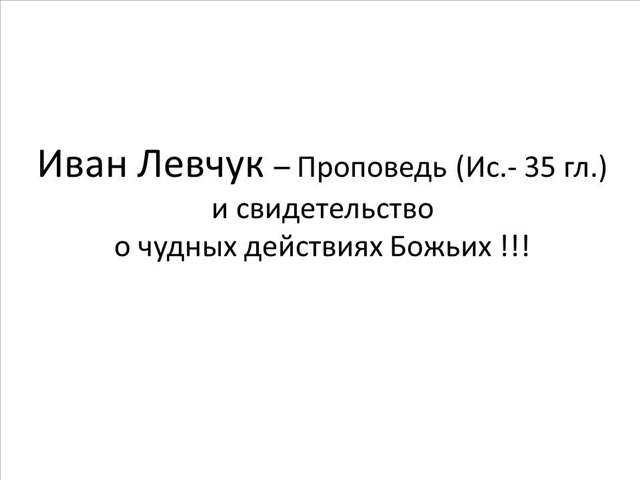 Иван Левчук – Проповедь (Ис.- 35 гл.)
и свидетельство
о чудных действиях Божьих !!!